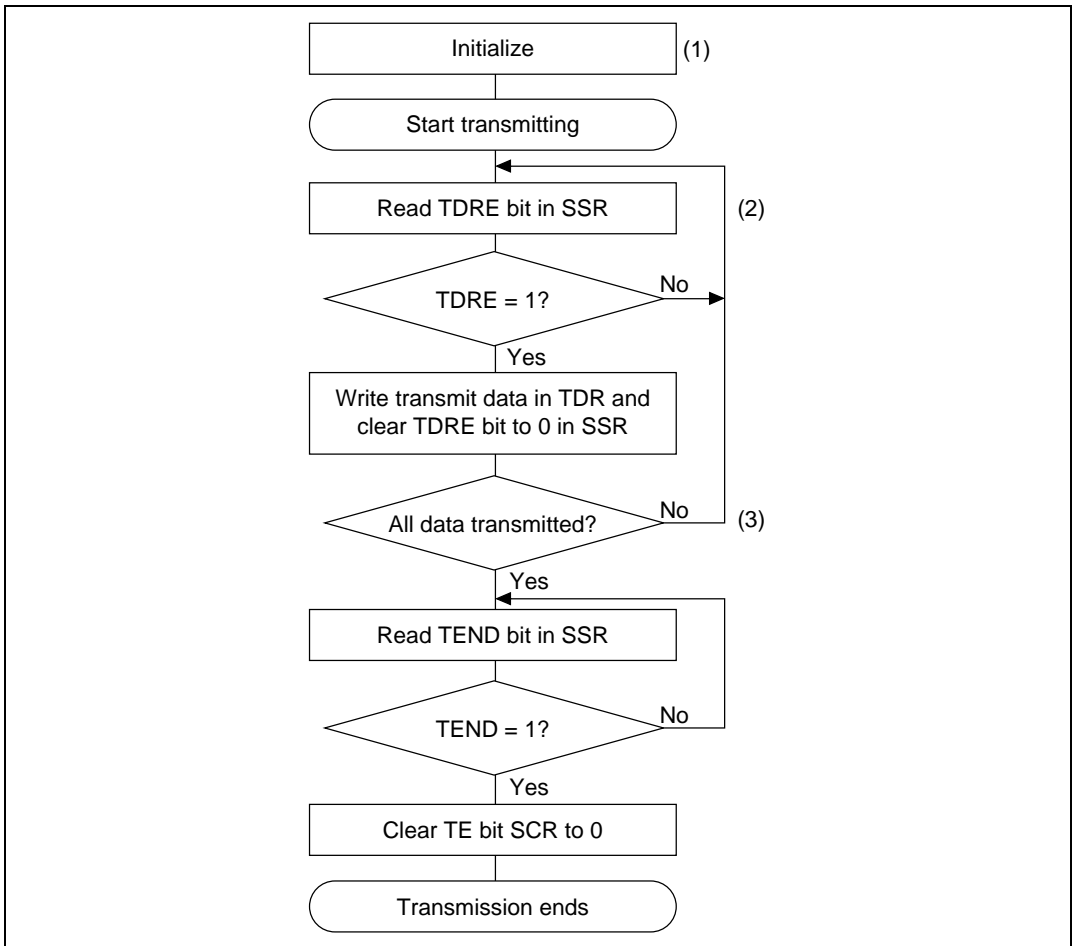 Initialize
(1)
Start transmitting
Read TDRE bit in SSR
(2)
TDRE = 1?
No
Yes
Write transmit data in TDR and
clear TDRE bit to 0 in SSR
All data transmitted?
No
(3)
Yes
Read TEND bit in SSR
TEND = 1?
No
Yes
Clear TE bit SCR to 0
Transmission ends